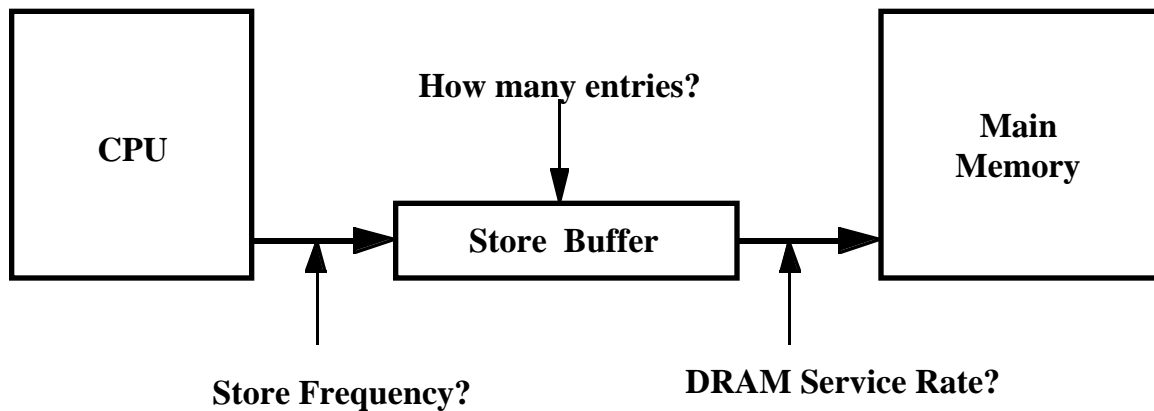 How many entries?
CPU
Main
Memory
Store Buffer
Store Frequency?
DRAM Service Rate?